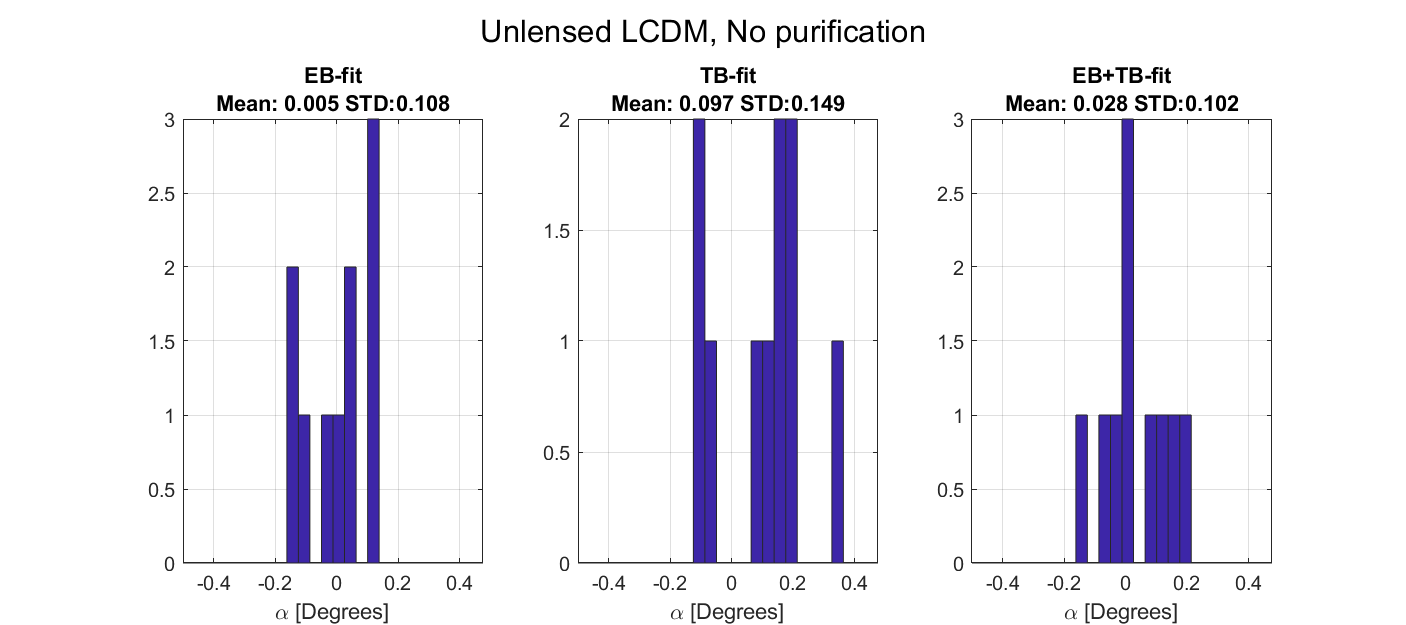 Unlensed LCDM, No purification
EB-fit
Mean: 0.005 STD:0.108
3
2.5
2
1.5
1
0.5
0
-0.4 -0.2 0 0.2 0.4
α [Degrees]
TB-fit
Mean: 0.097 STD:0.149
2
1.5
1
0.5
0
-0.4 -0.2 0 0.2 0.4
α [Degrees]
EB+TB-fit
Mean: 0.028 STD:0.102
3
2.5
2
1.5
1
0.5
0
-0.4 -0.2 0 0.2 0.4
α [Degrees]